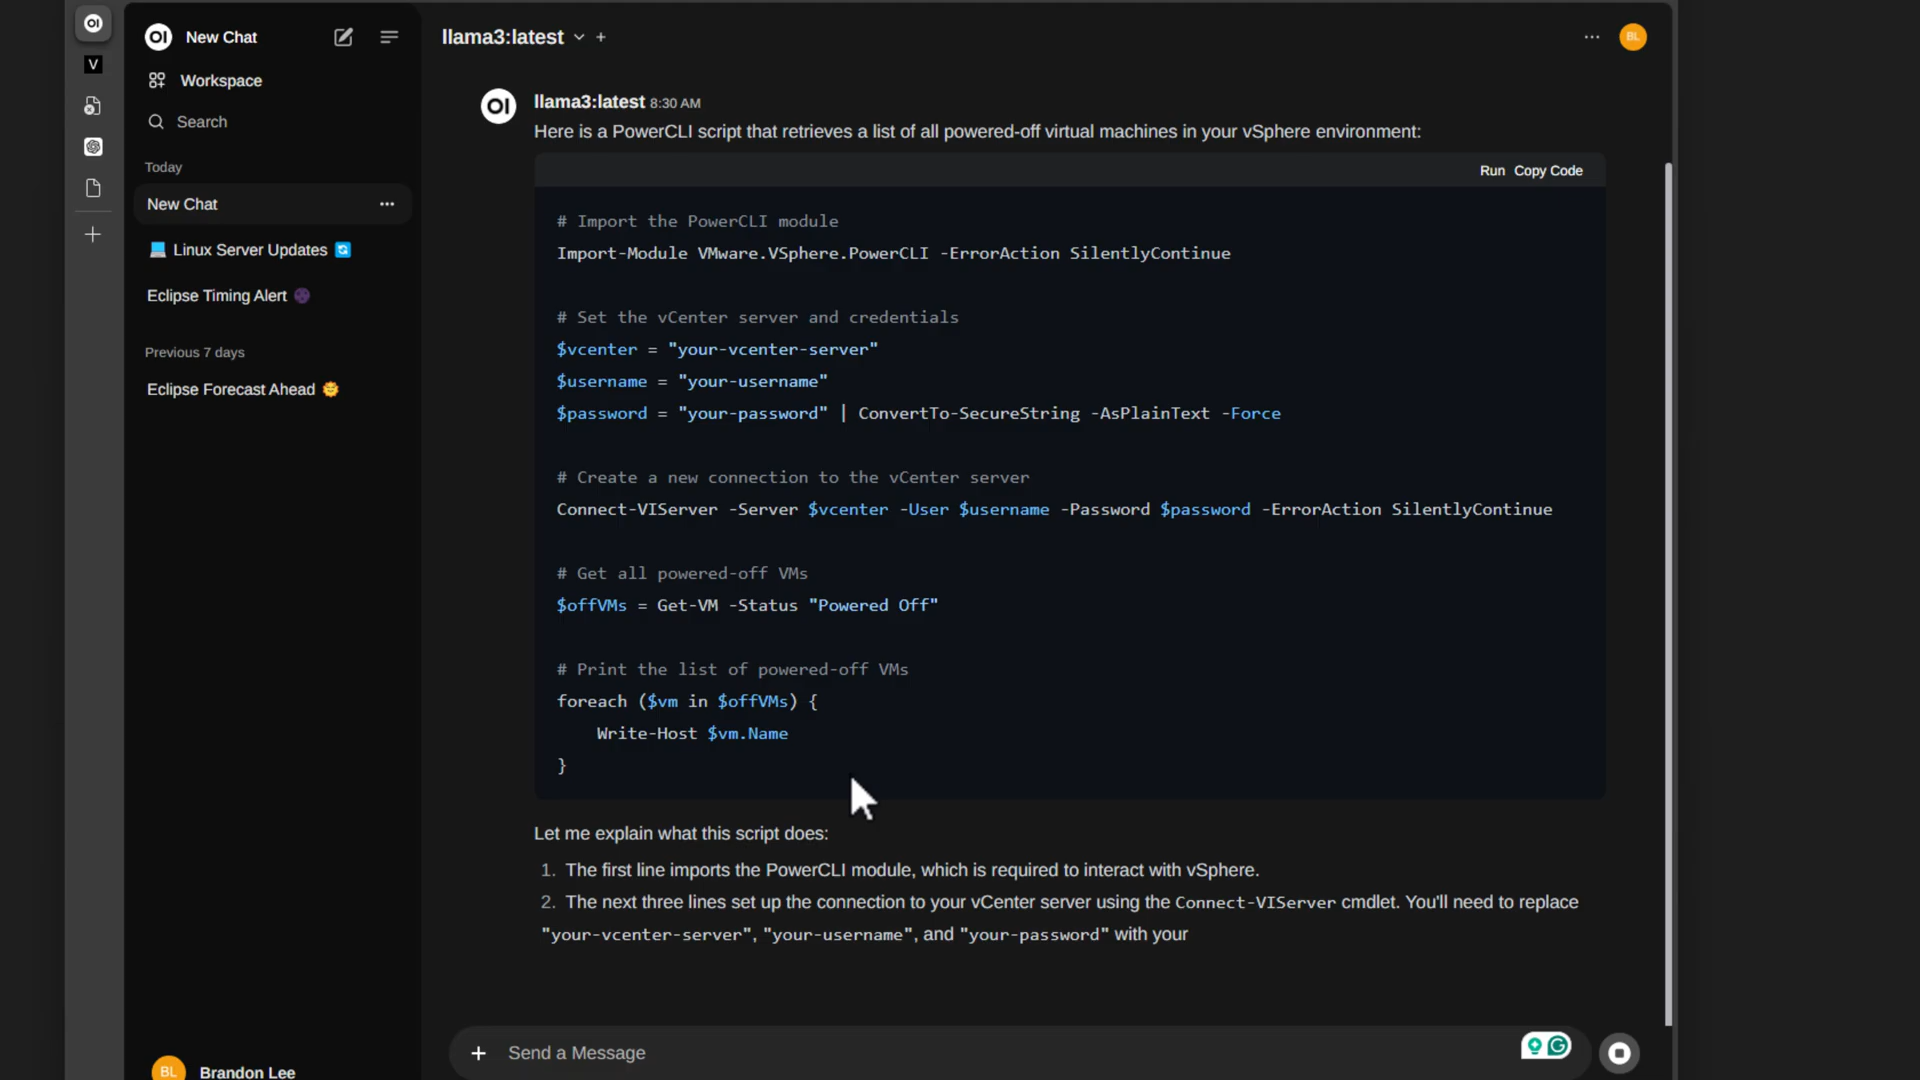 OI
V
OI New Chat
Workspace
Search
Today
New Chat
Linux Server Updates
Eclipse Timing Alert
Previous 7 days
Eclipse Forecast Ahead
BL Brandon Lee
llama3:latest
BL
OI
llama3:latest 8:30 AM
Here is a PowerCLI script that retrieves a list of all powered-off virtual machines in your vSphere environment:
Run Copy Code
# Import the PowerCLI module
Import-Module VMware.VSphere.PowerCLI -ErrorAction SilentlyContinue
# Set the vCenter server and credentials
$vcenter = "your-vcenter-server"
$username = "your-username"
$password = "your-password" | ConvertTo-SecureString -AsPlainText -Force
# Create a new connection to the vCenter server
Connect-VIServer -Server $vcenter -User $username -Password $password -ErrorAction SilentlyContinue
# Get all powered-off VMs
$offVMs = Get-VM -Status "Powered Off"
# Print the list of powered-off VMs
foreach ($vm in $offVMs) {
    Write-Host $vm.Name
}
Let me explain what this script does:
1. The first line imports the PowerCLI module, which is required to interact with vSphere.
2. The next three lines set up the connection to your vCenter server using the Connect-VIServer cmdlet. You'll need to replace
"your-vcenter-server", "your-username", and "your-password" with your
Send a Message